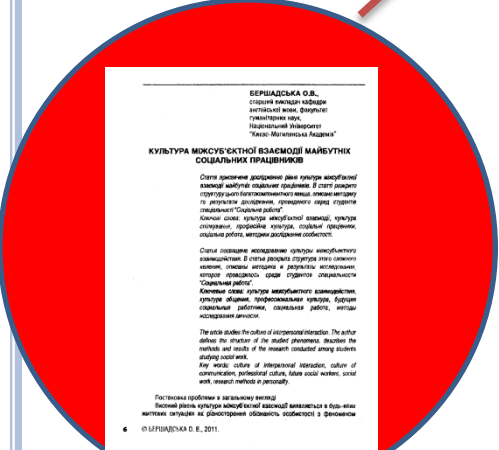 БЕРШАДСЬКА О.В.,
старший викладач кафедри
англійської мови, факультет
гуманітарних наук,
Національний Університет
"Києво-Могилянська Академія"
КУЛЬТУРА МІЖСУБ'ЄКТНОЇ ВЗАЄМОДІЇ МАЙБУТНІХ
СОЦІАЛЬНИХ ПРАЦІВНИКІВ
Стаття присвячена дослідженню рівня культури міжсуб'єктної
взаємодії майбутніх соціальних працівників. В статті розкрито
структуру цього багатокомпонентного явища, описано методику
та результати дослідження, проведеного серед студентів
спеціальності "Соціальна робота".
Ключові слова: культура міжсуб'єктної взаємодії, культура
спілкування, професійна культура, соціальні працівники,
соціальна робота, методики дослідження особистості.
Статья посвящена исследованию культуры межсубъектного
взаимодействия. В статье раскрыта структура этого сложного
явления, описаны методика и результаты исследования,
которое проводилось среди студентов специальности
"Социальная работа".
Ключевые слова: культура межсубъектного взаимодействия,
культура общения, профессиональная культура, будущие
социальные работники, социальная работа, методы
исследования личности.
The article studies the culture of interpersonal interaction. The author
defines the structure of the studied phenomena, describes the
methods and results of the research conducted among students
studying social work.
Key words: culture of interpersonal interaction, culture of
communication, professional culture, future social workers, social
work, research methods in personality.
Постановка проблеми в загальному вигляді
Високий рівень культури міжсуб'єктної взаємодії виявляється в будь-яких
життєвих ситуаціях як різностороння обізнаність особистості з феноменом
6 © БЕРШАДСЬКА О. В., 2011.